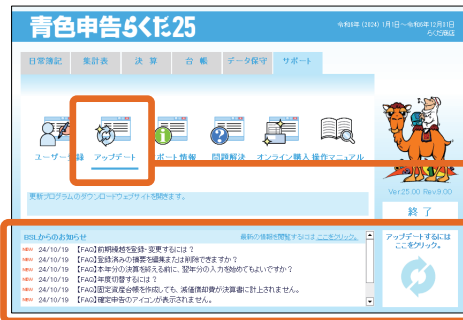 青色申告らくだ25
令和6年 (2024) 1月1日～令和6年12月31日
らくだ商店
日常簿記 集計表 決 算 台 帳 データ保守 サポート
ユーザー登録 アップデート サポート情報 問題解決 オンライン購入 操作マニュアル
更新プログラムのダウンロードウェブサイトを開きます。
Ver.25.00 Rev.9.00
終 了
BSLからのお知らせ 最新の情報を閲覧するには ここをクリック。
NEW 24/10/19 【FAQ】前期繰越を登録・変更するには？
NEW 24/10/19 【FAQ】登録済みの摘要を編集または削除できますか？
NEW 24/10/19 【FAQ】本年分の決算を終える前に、翌年分の入力を始めてもよいですか？
NEW 24/10/19 【FAQ】年度切替するには？
NEW 24/10/19 【FAQ】固定資産台帳を作成しても、減価償却費が決算書に計上されません。
NEW 24/10/19 【FAQ】確定申告のアイコンが表示されません。
アップデートするには
ここをクリック。